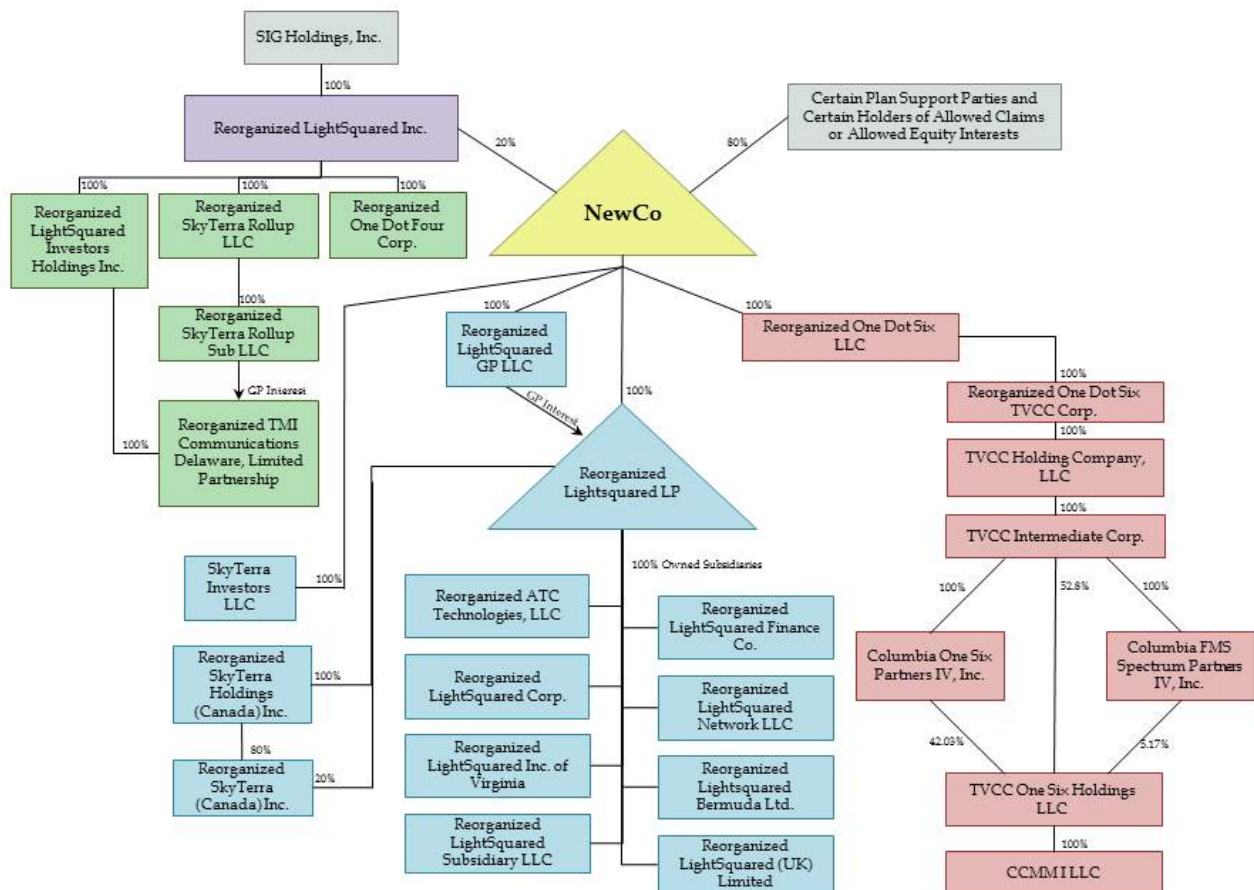 SIG Holdings, Inc.
100%
Reorganized LightSquared Inc.
20%
80%
Certain Plan Support Parties and
Certain Holders of Allowed Claims
or Allowed Equity Interests
NewCo
100%
100%
100%
Reorganized
LightSquared
Investors
Holdings Inc.
Reorganized
SkyTerra Rollup
LLC
Reorganized
One Dot Four
Corp.
100%
Reorganized
SkyTerra Rollup
Sub LLC
GP Interest
100%
Reorganized TMI
Communications
Delaware, Limited
Partnership
100%
Reorganized
LightSquared
GP LLC
GP Interest
100%
Reorganized
Lightsquared LP
100%
Reorganized One Dot Six
LLC
100%
Reorganized One Dot Six
TVCC Corp.
100%
TVCC Holding Company,
LLC
100%
TVCC Intermediate Corp.
100%
52.8%
100%
Columbia One Six
Partners IV, Inc.
Columbia FMS
Spectrum Partners
IV, Inc.
42.03%
5.17%
TVCC One Six Holdings
LLC
100%
CCMM I LLC
SkyTerra
Investors
LLC
100%
Reorganized
SkyTerra
Holdings
(Canada) Inc.
100%
80%
Reorganized
SkyTerra
(Canada) Inc.
20%
100% Owned Subsidiaries
Reorganized ATC
Technologies, LLC
Reorganized
LightSquared Finance
Co.
Reorganized
LightSquared Corp.
Reorganized
LightSquared
Network LLC
Reorganized
LightSquared Inc. of
Virginia
Reorganized
Lightsquared
Bermuda Ltd.
Reorganized
LightSquared
Subsidiary LLC
Reorganized
LightSquared (UK)
Limited